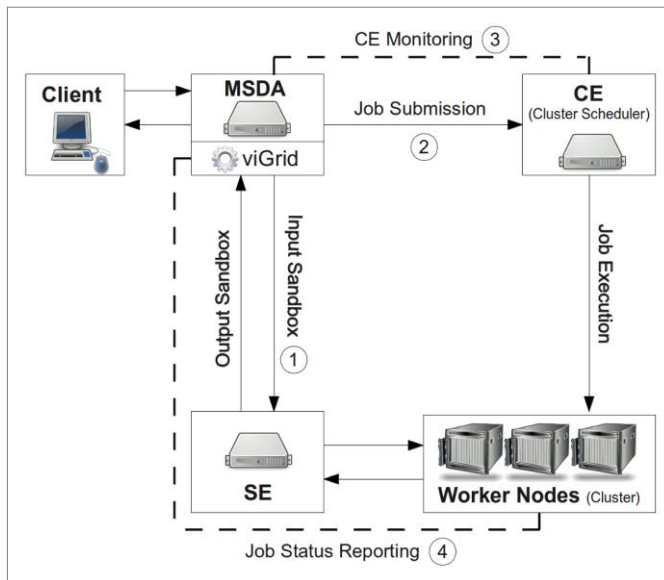 CE Monitoring 3
Client
MSDA
viGrid
Job Submission
2
CE
(Cluster Scheduler)
Output Sandbox
Input Sandbox
1
Job Execution
SE
Worker Nodes (Cluster)
Job Status Reporting 4